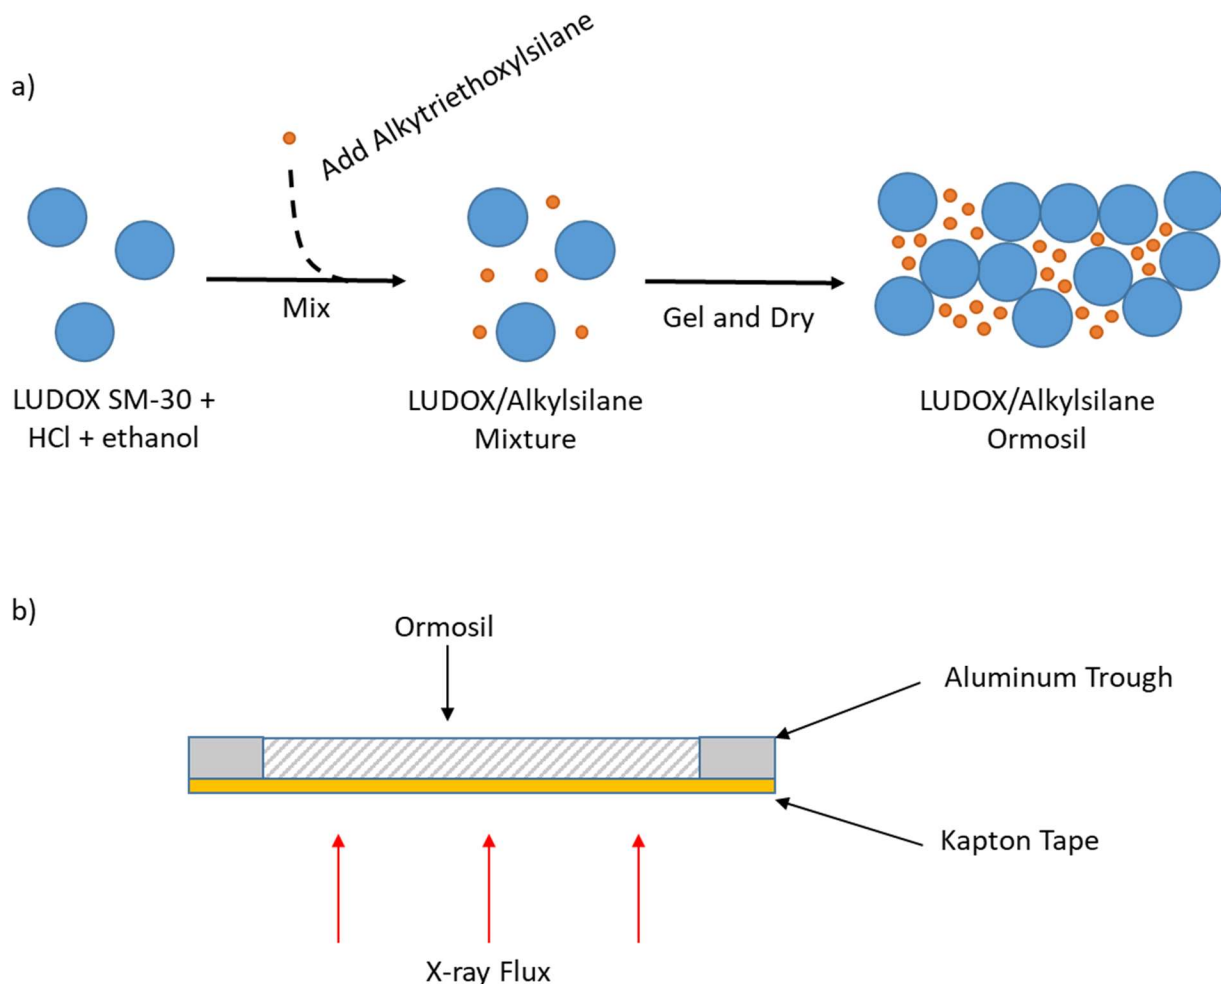 a)
Add Alkytriethoxylsilane
Mix
Gel and Dry
LUDOX SM-30 +
HCl + ethanol
LUDOX/Alkylsilane
Mixture
LUDOX/Alkylsilane
Ormosil
b)
Ormosil
Aluminum Trough
Kapton Tape
X-ray Flux